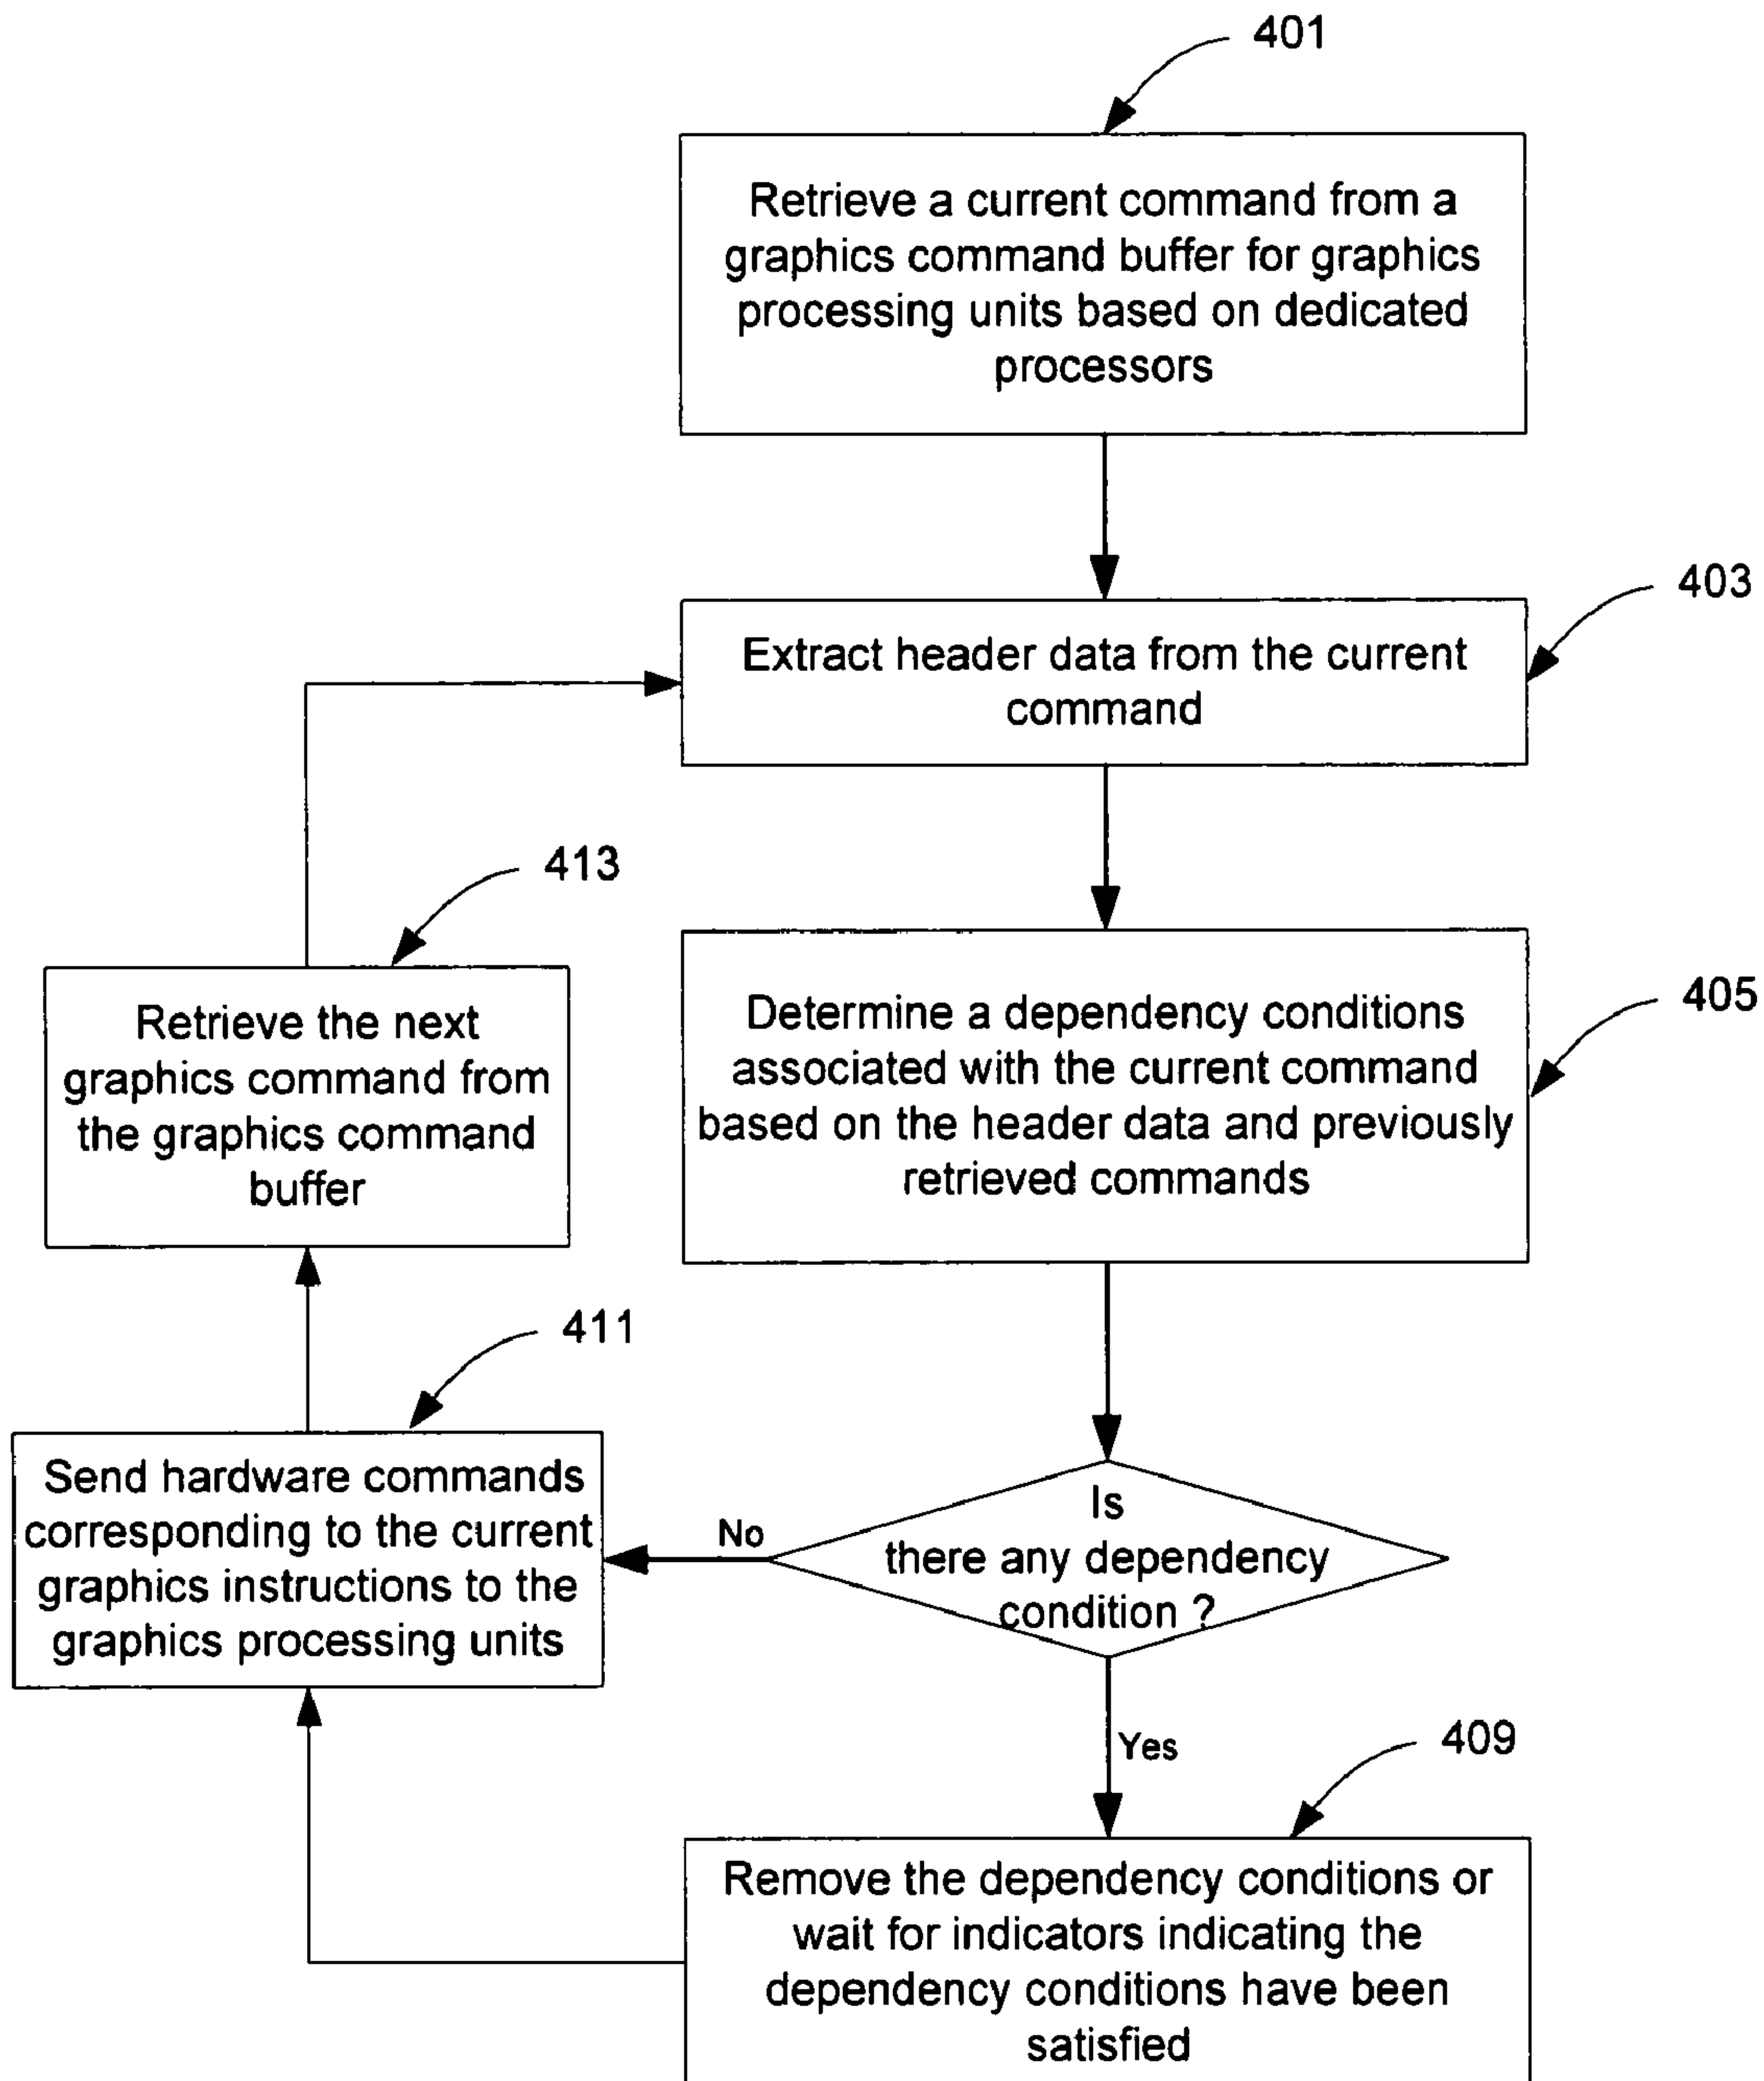 401
Retrieve a current command from a
graphics command buffer for graphics
processing units based on dedicated
processors
403
Extract header data from the current
command
413
Retrieve the next
graphics command from
the graphics command
buffer
405
Determine a dependency conditions
associated with the current command
based on the header data and previously
retrieved commands
411
Send hardware commands
corresponding to the current
graphics instructions to the
graphics processing units
No
Is
there any dependency
condition ?
Yes
409
Remove the dependency conditions or
wait for indicators indicating the
dependency conditions have been
satisfied